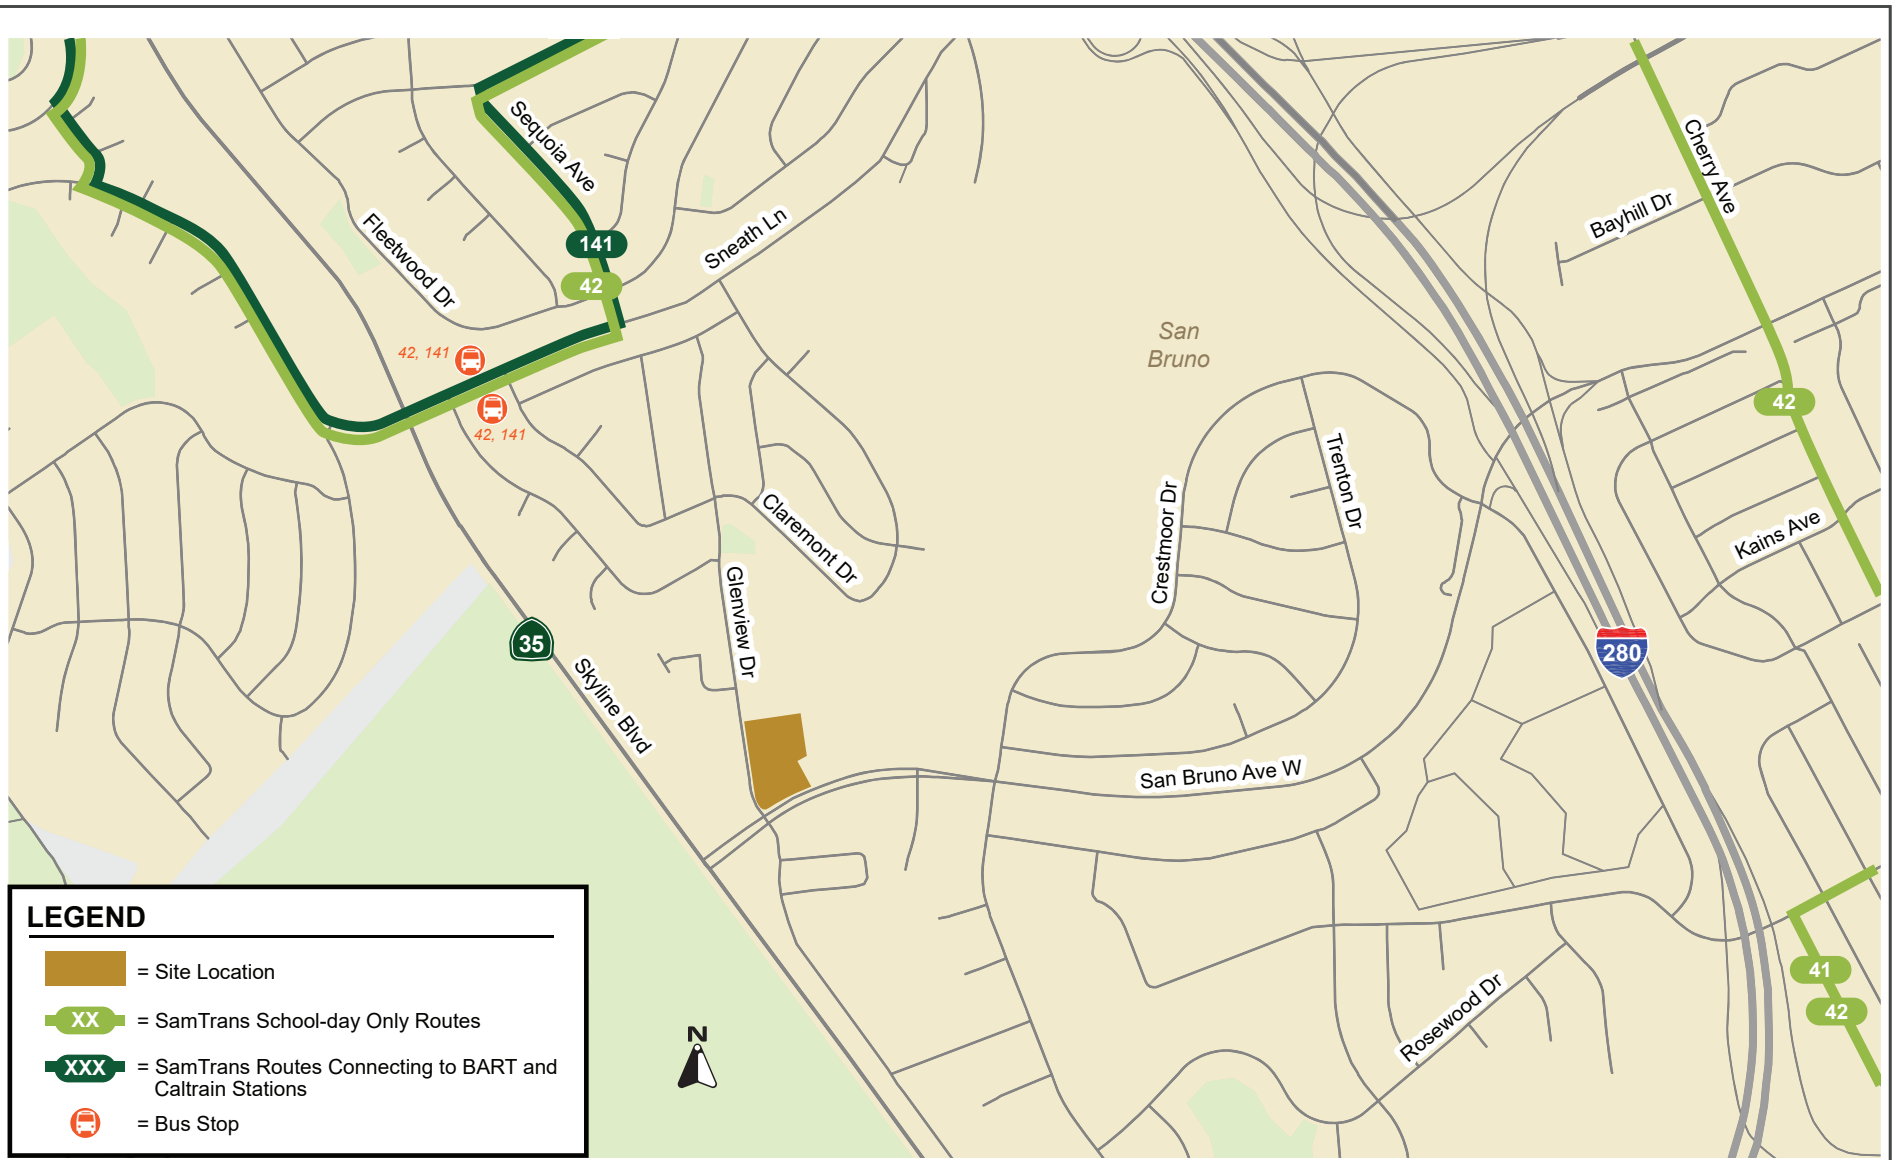 Sequoia Ave
Cherry Ave
Bayhill Dr
Fleetwood Dr
141
Sneath Ln
42
San
Bruno
42, 141
42
42, 141
Trenton Dr
Crestmoor Dr
Claremont Dr
Kains Ave
Glenview Dr
35
280
Skyline Blvd
San Bruno Ave W
LEGEND
= Site Location
XX = SamTrans School-day Only Routes
XXX = SamTrans Routes Connecting to BART and
Caltrain Stations
= Bus Stop
N
Rosewood Dr
41
42